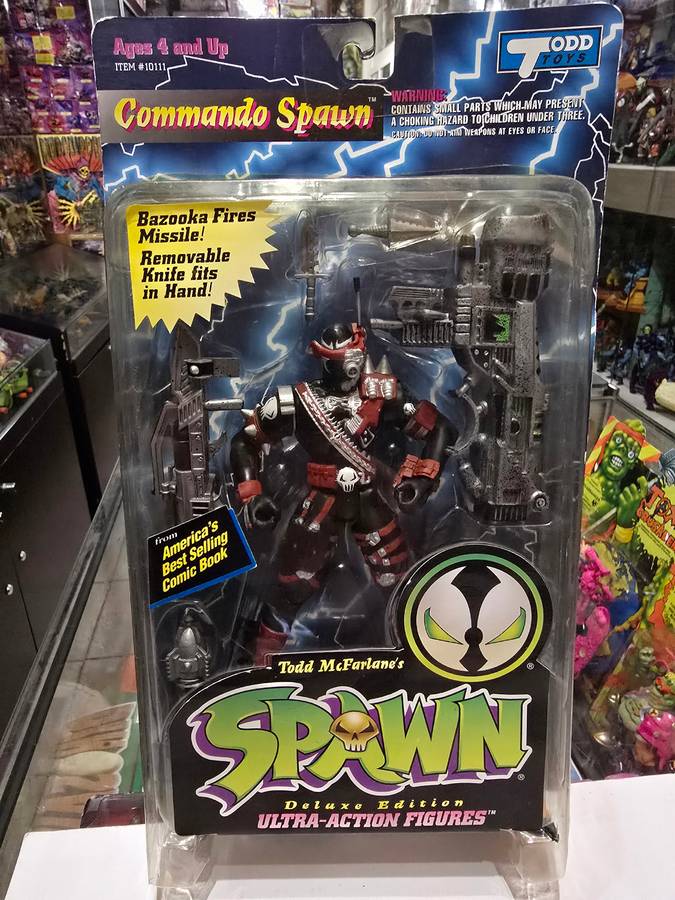 Ages 4 and Up
ITEM #10111
TODD
TOYS
Commando Spawn™
WARNING:
CONTAINS SMALL PARTS WHICH MAY PRESENT
A CHOKING HAZARD TO CHILDREN UNDER THREE.
CAUTION: DO NOT AIM WEAPONS AT EYES OR FACE.
Bazooka Fires
Missile!
Removable
Knife fits
in Hand!
from
America's
Best Selling
Comic Book
Todd McFarlane's
®
SPAWN®
Deluxe Edition
ULTRA-ACTION FIGURES™